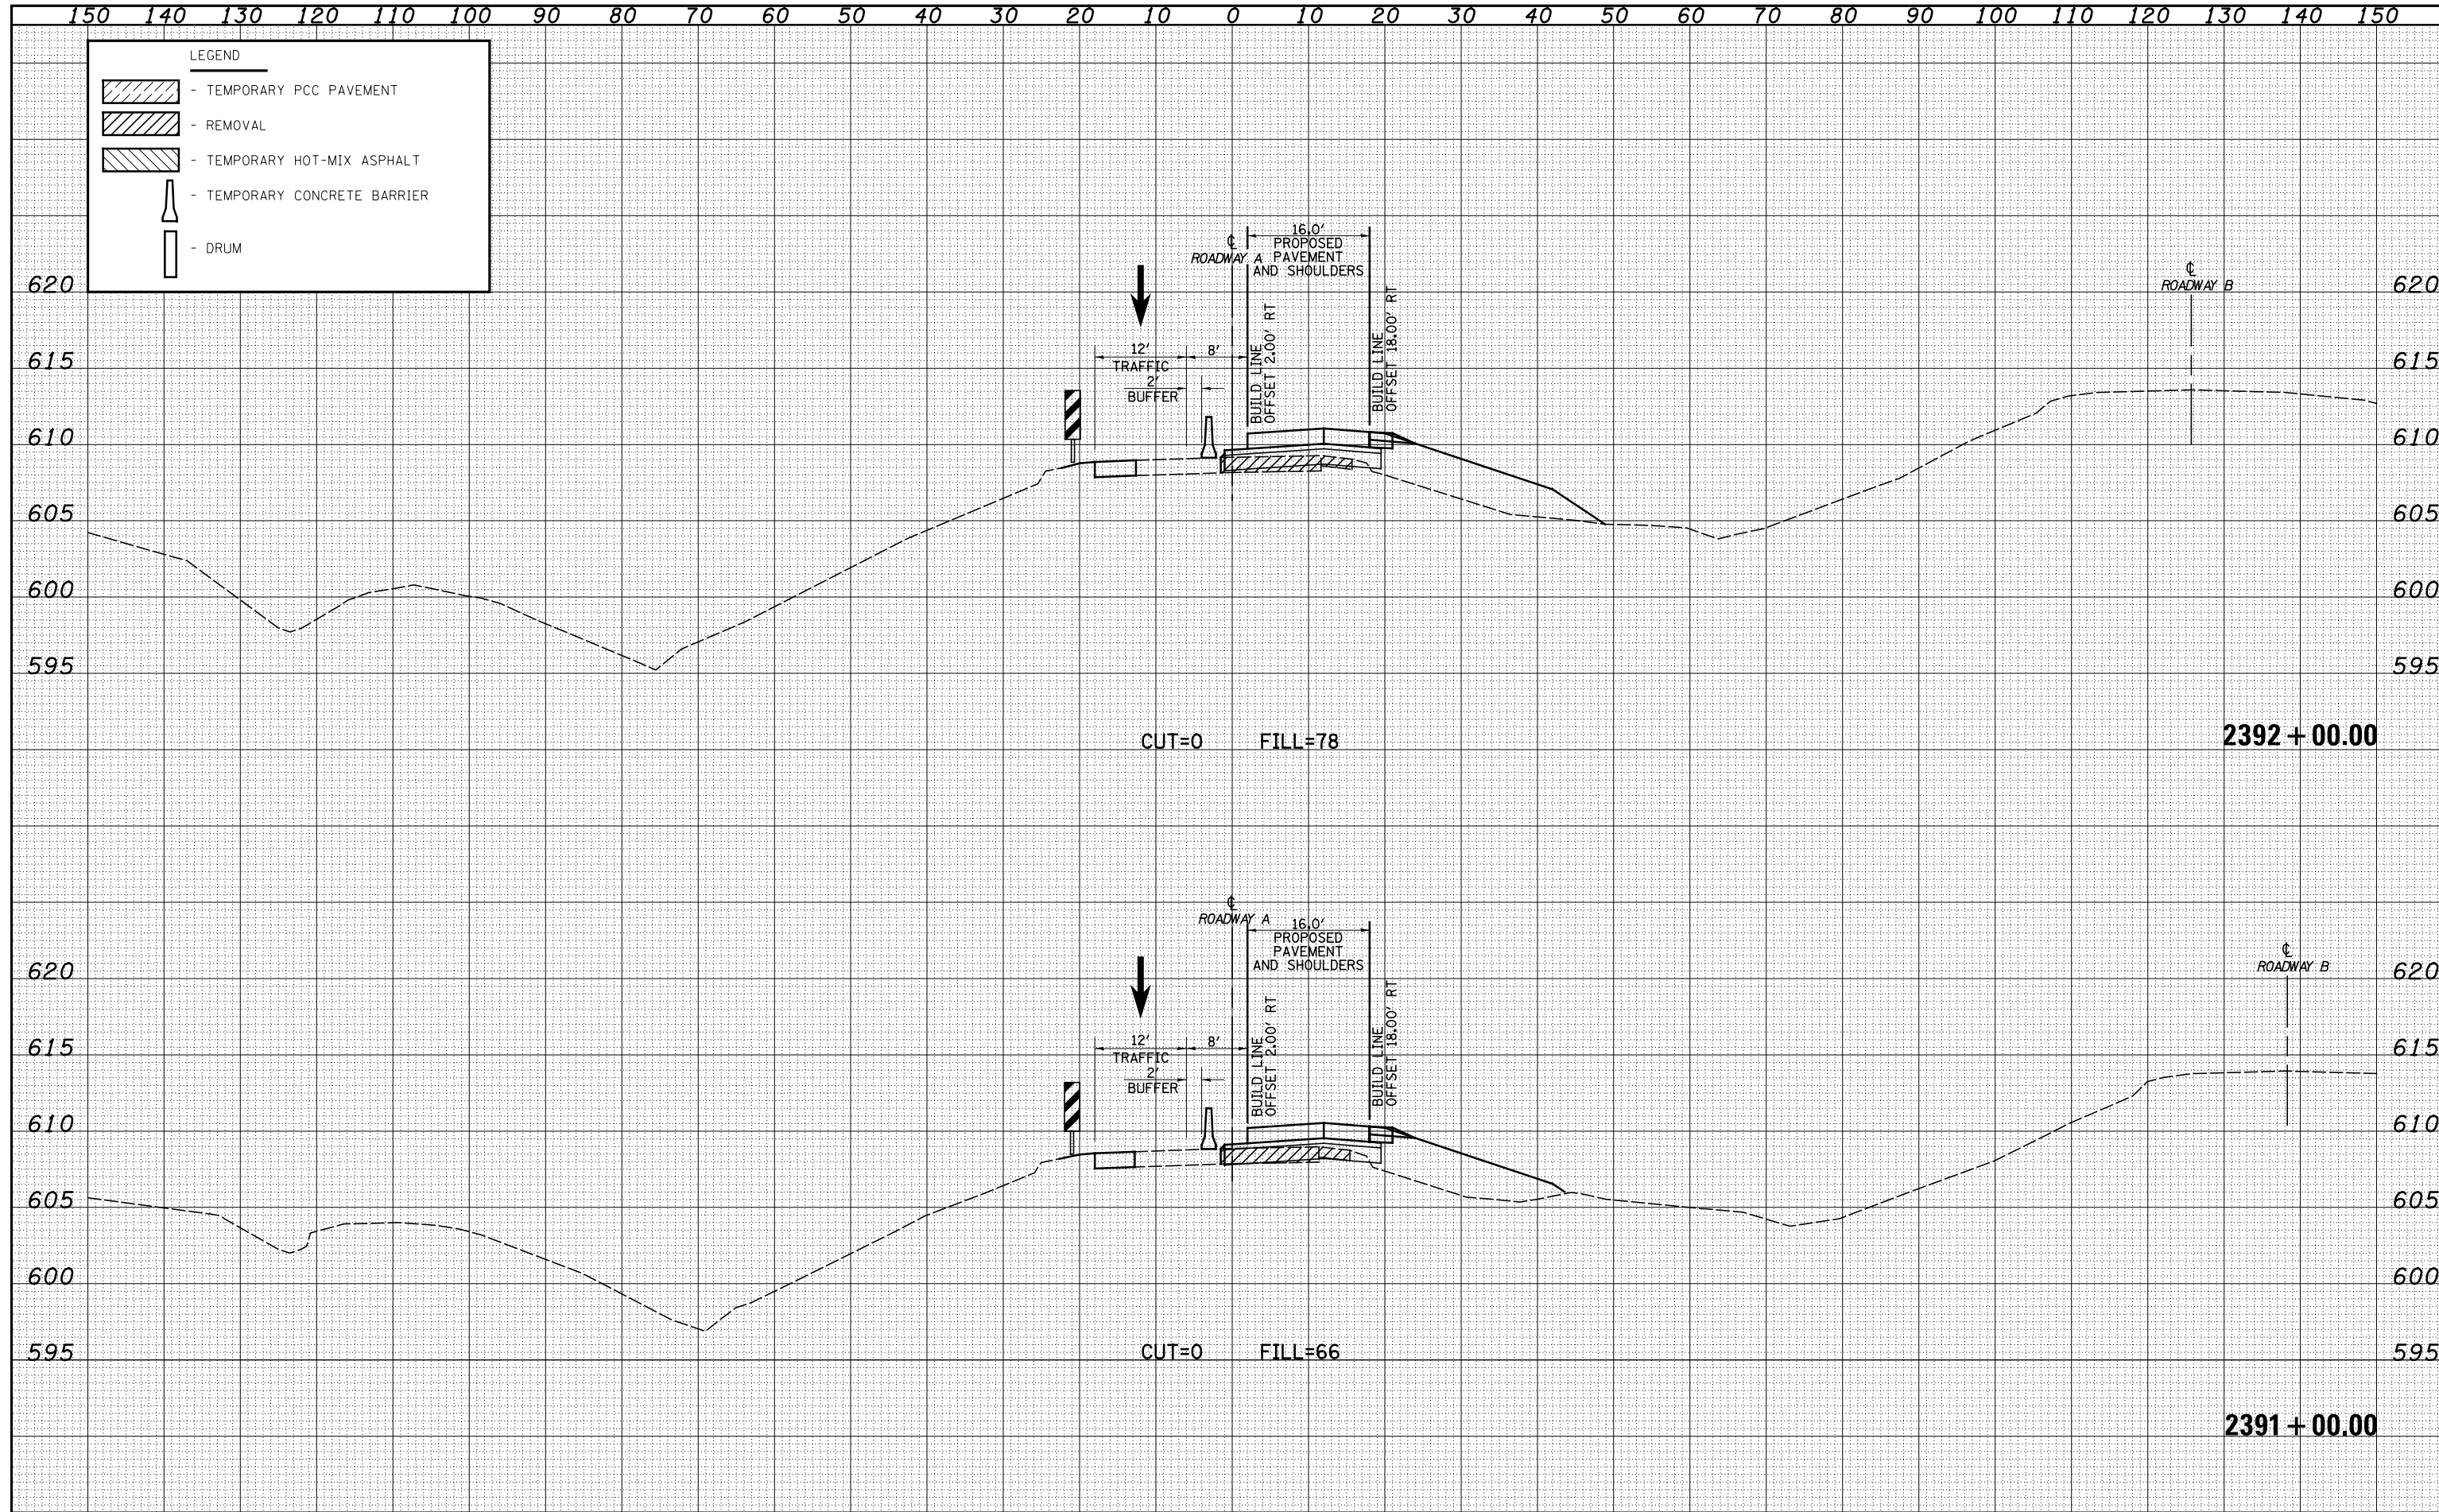 150 140 130 120 110 100 90 80 70 60 50 40 30 20 10 0 10 20 30 40 50 60 70 80 90 100 110 120 130 140 150
LEGEND
- TEMPORARY PCC PAVEMENT
- REMOVAL
- TEMPORARY HOT-MIX ASPHALT
- TEMPORARY CONCRETE BARRIER
- DRUM
℄
ROADWAY A
16.0'
PROPOSED
PAVEMENT
AND SHOULDERS
℄
ROADWAY B
620 620
BUILD LINE
OFFSET 2.00' RT
BUILD LINE
OFFSET 18.00' RT
12' 8'
TRAFFIC
2'
BUFFER
615 615
610 610
605 605
600 600
595 595
CUT=0 FILL=78
2392+00.00
℄
ROADWAY A
16.0'
PROPOSED
PAVEMENT
AND SHOULDERS
℄
ROADWAY B
620 620
BUILD LINE
OFFSET 2.00' RT
BUILD LINE
OFFSET 18.00' RT
12' 8'
TRAFFIC
2'
BUFFER
615 615
610 610
605 605
600 600
595 595
CUT=0 FILL=66
2391+00.00